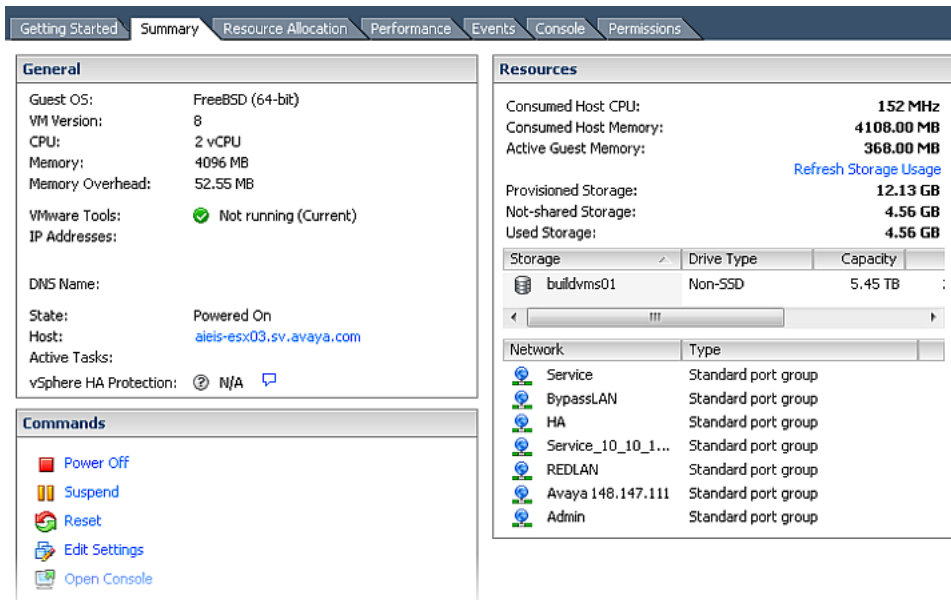 Getting Started Summary Resource Allocation Performance Events Console Permissions
General
Guest OS: FreeBSD (64-bit)
VM Version: 8
CPU: 2 vCPU
Memory: 4096 MB
Memory Overhead: 52.55 MB
VMware Tools: Not running (Current)
IP Addresses:
DNS Name:
State: Powered On
Host: aieis-esx03.sv.avaya.com
Active Tasks:
vSphere HA Protection: ? N/A
Commands
Power Off
Suspend
Reset
Edit Settings
Open Console
Resources
Consumed Host CPU: 152 MHz
Consumed Host Memory: 4108.00 MB
Active Guest Memory: 368.00 MB
Refresh Storage Usage
Provisioned Storage: 12.13 GB
Not-shared Storage: 4.56 GB
Used Storage: 4.56 GB
Storage Drive Type Capacity
buildvms01 Non-SSD 5.45 TB
Network Type
Service Standard port group
BypassLAN Standard port group
HA Standard port group
Service_10_10_1... Standard port group
REDLAN Standard port group
Avaya 148.147.111 Standard port group
Admin Standard port group